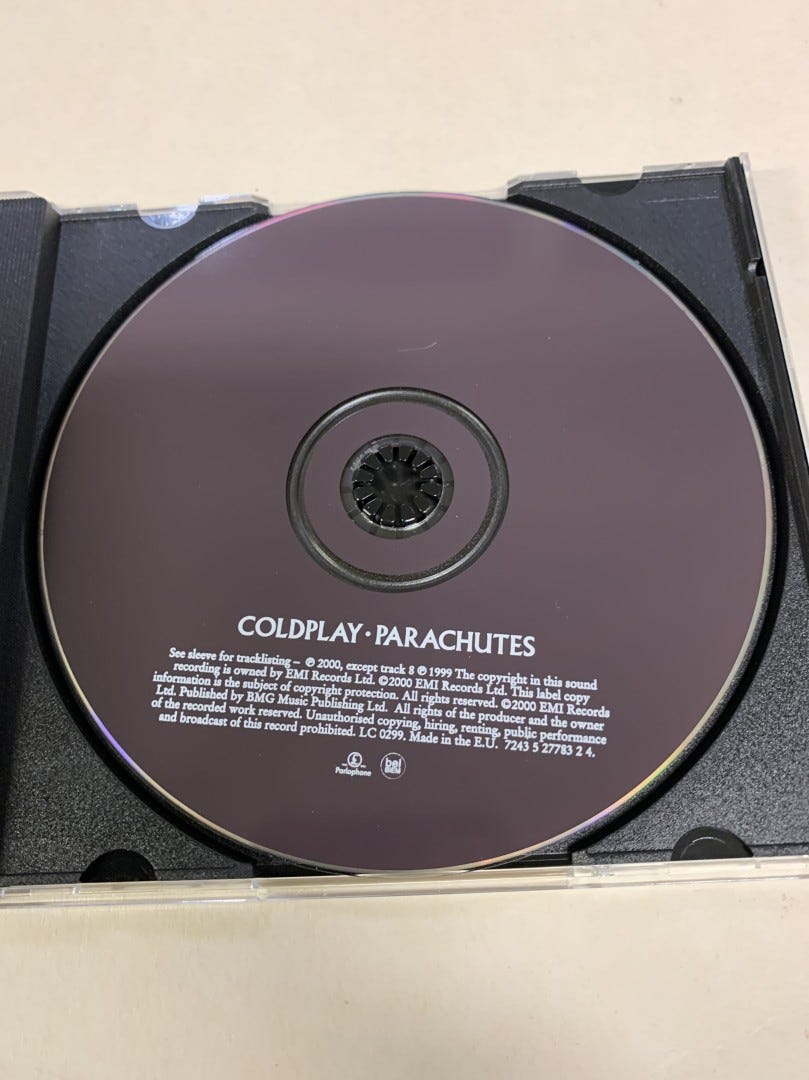 COLDPLAY · PARACHUTES
See sleeve for tracklisting – ℗ 2000, except track 8 ℗ 1999 The copyright in this sound
recording is owned by EMI Records Ltd. ©2000 EMI Records Ltd. This label copy
information is the subject of copyright protection. All rights reserved. ©2000 EMI Records
Ltd. Published by BMG Music Publishing Ltd. All rights of the producer and the owner
of the recorded work reserved. Unauthorised copying, hiring, renting, public performance
and broadcast of this record prohibited. LC 0299. Made in the E.U. 7243 5 27783 2 4.
£
Parlophone
bel
BIEM